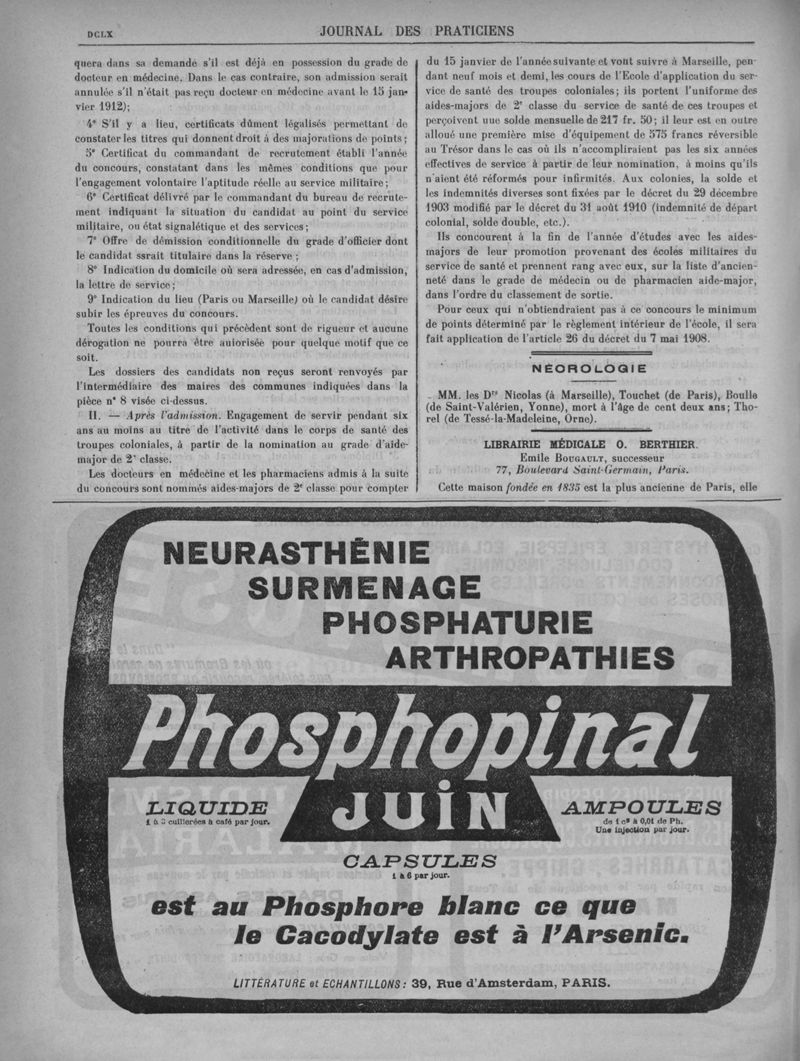 DCLX
JOURNAL DES PRATICIENS
quera dans sa demande s'il est déjà en possession du grade de
docteur en médecine. Dans le cas contraire, son admission serait
annulée s'il n'était pas reçu docteur en médecine avant le 15 jan-
vier 1912);
4° S'il y a lieu, certificats dûment légalisés permettant de
constater les titres qui donnent droit à des majorations de points;
5° Certificat du commandant de recrutement établi l'année
du concours, constatant dans les mêmes conditions que pour
l'engagement volontaire l'aptitude réelle au service militaire;
6° Certificat délivré par le commandant du bureau de recrute-
ment indiquant la situation du candidat au point du service
militaire, ou état signalétique et des services;
7° Offre de démission conditionnelle du grade d'officier dont
le candidat ssrait titulaire dans la réserve;
8° Indication du domicile où sera adressée, en cas d'admission,
la lettre de service;
9° Indication du lieu (Paris ou Marseille) où le candidat désire
subir les épreuves du concours.
Toutes les conditions qui précèdent sont de rigueur et aucune
dérogation ne pourra être auiorisée pour quelque motif que ce
soit.
Les dossiers des candidats non reçus seront renvoyés par
l'intermédiaire des maires des communes indiquées dans la
pièce n° 8 visée ci-dessus.
II. — Après l'admission. Engagement de servir pendant six
ans au moins au titre de l'activité dans le corps de santé des
troupes coloniales, à partir de la nomination au grade d'aide-
major de 2e classe.
Les docteurs en médecine et les pharmaciens admis à la suite
du concours sont nommés aides-majors de 2e classe pour compter
du 15 janvier de l'année suivante et vont suivre à Marseille, pen
dant neuf mois et demi, les cours de l'Ecole d'application du ser-
vice de santé des troupes coloniales; ils portent l'uniforme des
aides-majors de 2e classe du service de santé de ces troupes et
perçoivent une solde mensuelle de 217 fr. 50; il leur est en outre
alloué une première mise d'équipement de 575 francs réversible
au Trésor dans le cas où ils n'accompliraient pas les six années
effectives de service à partir de leur nomination, à moins qu'ils
n'aient été réformés pour infirmités. Aux colonies, la solde et
les indemnités diverses sont fixées par le décret du 29 décembre
1903 modifié par le décret du 31 août 1910 (indemnité de départ
colonial, solde double, etc.).
Ils concourent à la fin de l'année d'études avec les aides-
majors de leur promotion provenant des écoles militaires du
service de santé et prennent rang avec eux, sur la liste d'ancien-
neté dans le grade de médecin ou de pharmacien aide-major,
dans l'ordre du classement de sortie.
Pour ceux qui n'obtiendraient pas à ce concours le minimum
de points déterminé par le règlement intérieur de l'école, il sera
fait application de l'article 26 du décret du 7 mai 1908.
NÉCROLOGIE
MM. les Drs Nicolas (à Marseille), Touchet (de Paris), Boulle
(de Saint-Valérien, Yonne), mort à l'âge de cent deux ans; Tho-
rel (de Tessé-la-Madeleine, Orne).
LIBRAIRIE MÉDICALE O. BERTHIER
Emile BOUGAULT, successeur
77, Boulevard Saint-Germain, Paris.
Cette maison fondée en 1835 est la plus ancienne de Paris, elle
NEURASTHÉNIE
SURMENAGE
PHOSPHATURIE
ARTHROPATHIES
Phosphopinal
JUIN
LIQUIDE
1 à cuillerées à café par jour.
AMPOULES
de 1 c³ à 0,01 de Ph.
Une injection par jour.
CAPSULES
1 à 6 par jour.
est au Phosphore blanc ce que
le Cacodylate est à l'Arsenic.
LITTÉRATURE et ECHANTILLONS: 39, Rue d'Amsterdam, PARIS.